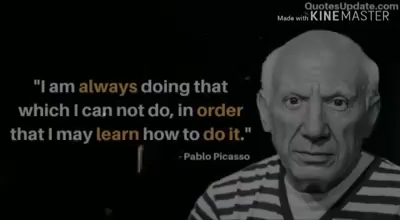 QuotesUpdate.com
Made with KINEMASTER
"I am always doing that
which I can not do, in order
that I may learn how to do it."
- Pablo Picasso